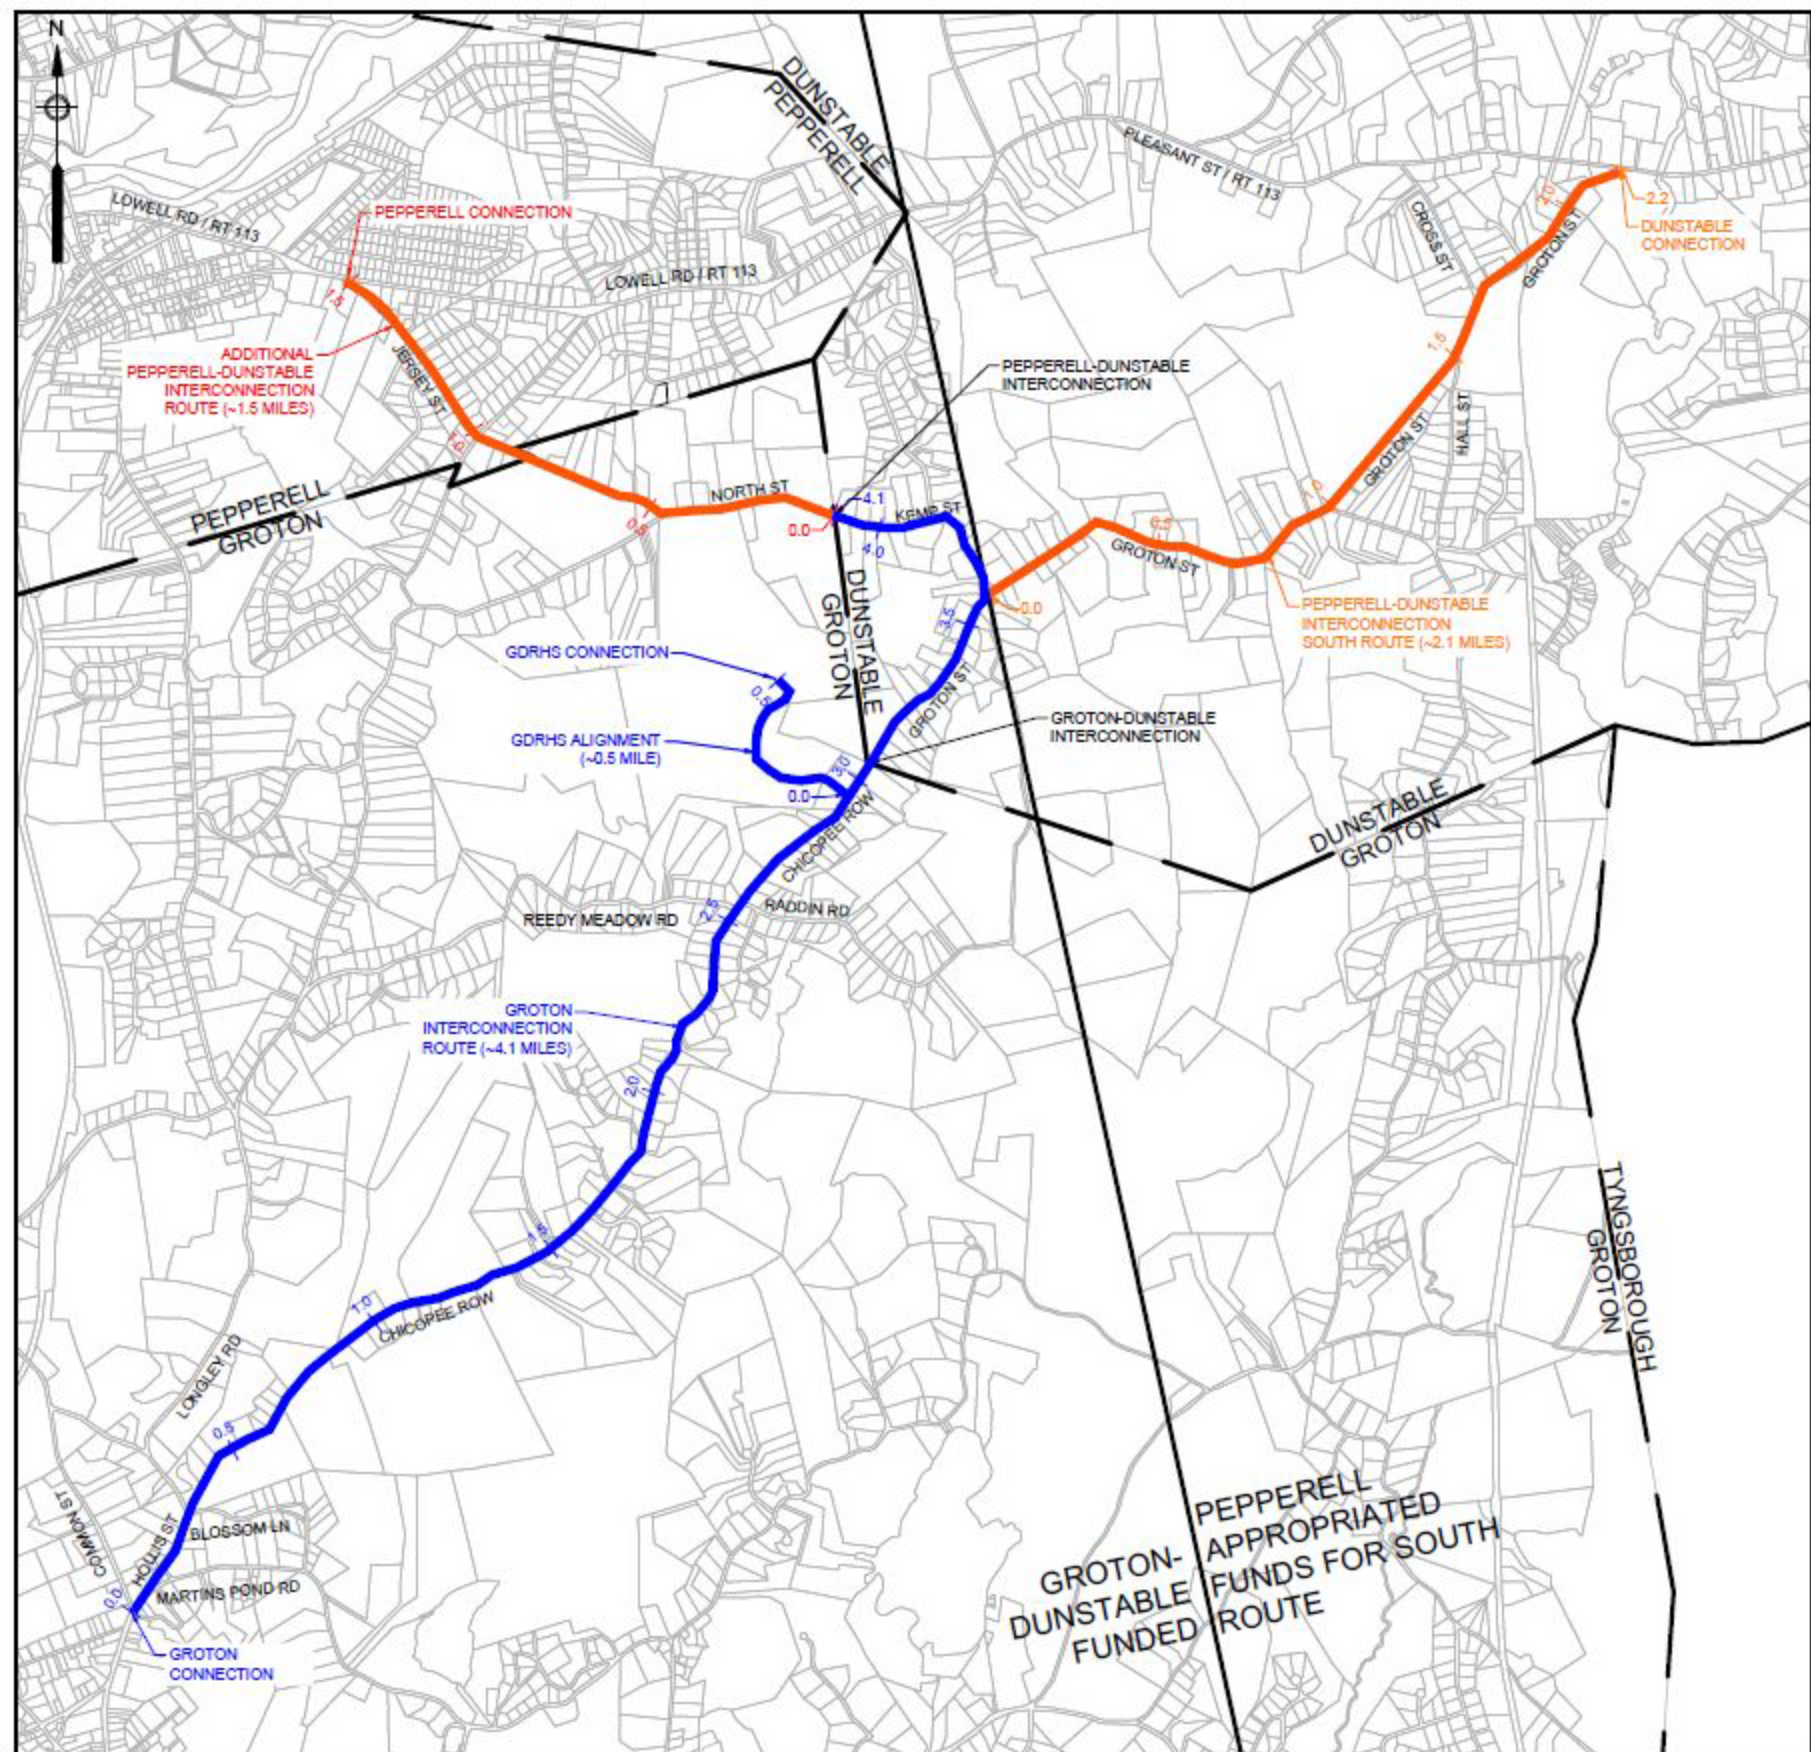 N
DUNSTABLE
PEPPERELL
PLEASANT ST / RT 113
LOWELL RD / RT 113
PEPPERELL CONNECTION
2.0
2.2
GROTON ST
DUNSTABLE
CONNECTION
CROSS ST
LOWELL RD / RT 113
1.5
ADDITIONAL
PEPPERELL-DUNSTABLE
INTERCONNECTION
ROUTE (~1.5 MILES)
JERSEY ST
1.5
PEPPERELL-DUNSTABLE
INTERCONNECTION
HALL ST
GROTON ST
1.0
PEPPERELL
GROTON
NORTH ST
0.5
4.1
0.0
KEMP ST
4.0
1.0
0.5
GROTON ST
DUNSTABLE
GROTON
0.0
3.5
PEPPERELL-DUNSTABLE
INTERCONNECTION
SOUTH ROUTE (~2.1 MILES)
GDRHS CONNECTION
0.5
GROTON ST
GDRHS ALIGNMENT
(~0.5 MILE)
GROTON-DUNSTABLE
INTERCONNECTION
3.0
0.0
CHICOPEE ROW
DUNSTABLE
GROTON
2.5
RADDIN RD
REEDY MEADOW RD
GROTON
INTERCONNECTION
ROUTE (~4.1 MILES)
2.0
1.5
1.0
CHICOPEE ROW
TYNGSBOROUGH
GROTON
LONGLEY RD
0.5
COMMON ST
HOLLIS ST
BLOSSOM LN
MARTINS POND RD
0.0
GROTON
CONNECTION
GROTON-
DUNSTABLE
FUNDED
PEPPERELL
APPROPRIATED
FUNDS FOR SOUTH
ROUTE